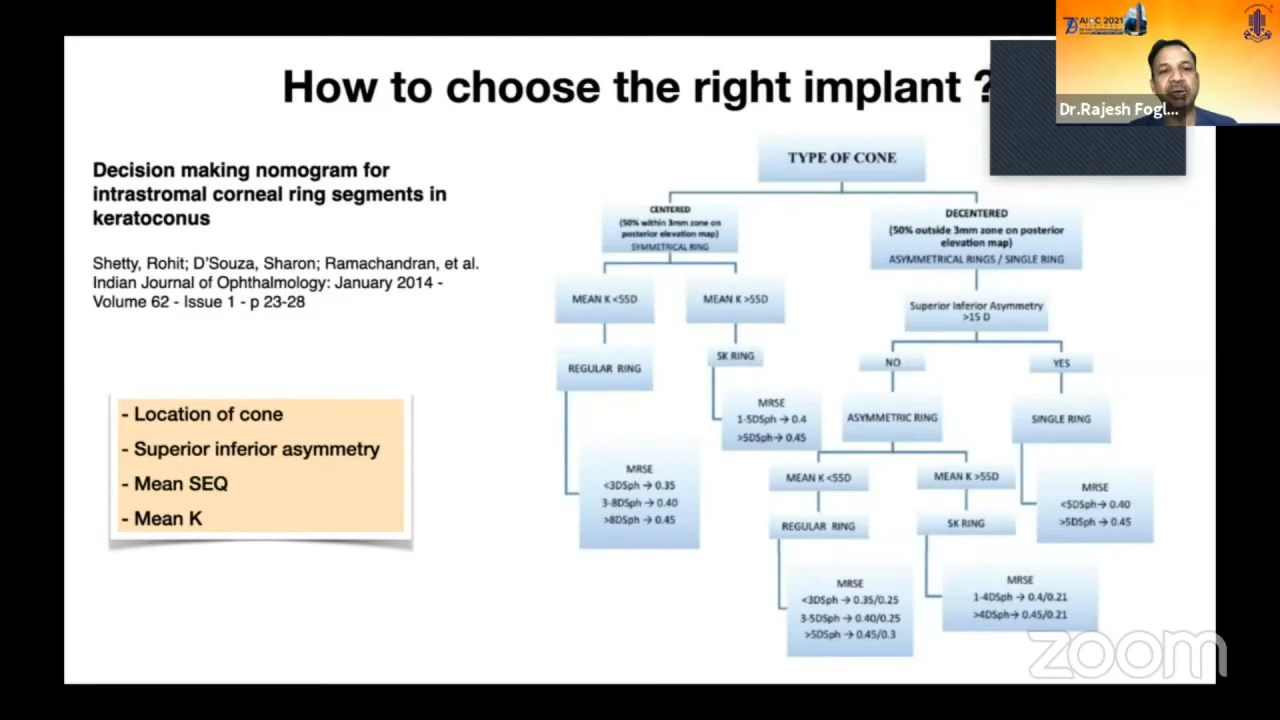 How to choose the right implant ?
AIOC 2021
Dr.Rajesh Fogl...
Decision making nomogram for
intrastromal corneal ring segments in
keratoconus
Shetty, Rohit; D'Souza, Sharon; Ramachandran, et al.
Indian Journal of Ophthalmology: January 2014 -
Volume 62 - Issue 1 - p 23-28
- Location of cone
- Superior inferior asymmetry
- Mean SEQ
- Mean K
TYPE OF CONE
CENTERED
(50% within 3mm zone on
posterior elevation map)
SYMMETRICAL RING
DECENTERED
(50% outside 3mm zone on posterior
elevation map)
ASYMMETRICAL RINGS / SINGLE RING
MEAN K <55D
MEAN K >55D
Superior Inferior Asymmetry
>15 D
REGULAR RING
SK RING
NO
YES
MRSE
1-5DSph → 0.4
>5DSph→ 0.45
ASYMMETRIC RING
SINGLE RING
MRSE
<3DSph → 0.35
3-8DSph → 0.40
>8DSph → 0.45
MEAN K <55D
MEAN K >55D
MRSE
<5DSph → 0.40
>5DSph → 0.45
REGULAR RING
SK RING
MRSE
<3DSph → 0.35/0.25
3-5DSph → 0.40/0.25
>5DSph → 0.45/0.3
MRSE
1-4DSph → 0.4/0.21
>4DSph → 0.45/0.21
zoom